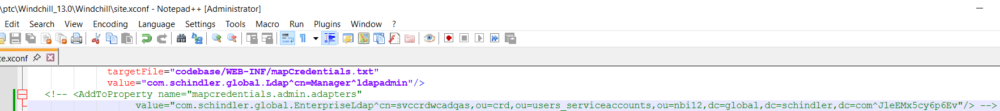 \ptc\Windchill_13.0\Windchill\site.xconf - Notepad++ [Administrator]
Edit Search View Encoding Language Settings Tools Macro Run Plugins Window ?
te.xconf
targetFile="codebase/WEB-INF/mapCredentials.txt"
value="com.schindler.global.Ldap^cn=Manager^ldapadmin"/>
<!-- <AddToProperty name="mapcredentials.admin.adapters"
value="com.schindler.global.EnterpriseLdap^cn=svccrdwcadqas,ou=crd,ou=users_serviceaccounts,ou=nbi12,dc=global,dc=schindler,dc=com^JleEMx5cy6p6Ev"/> -->